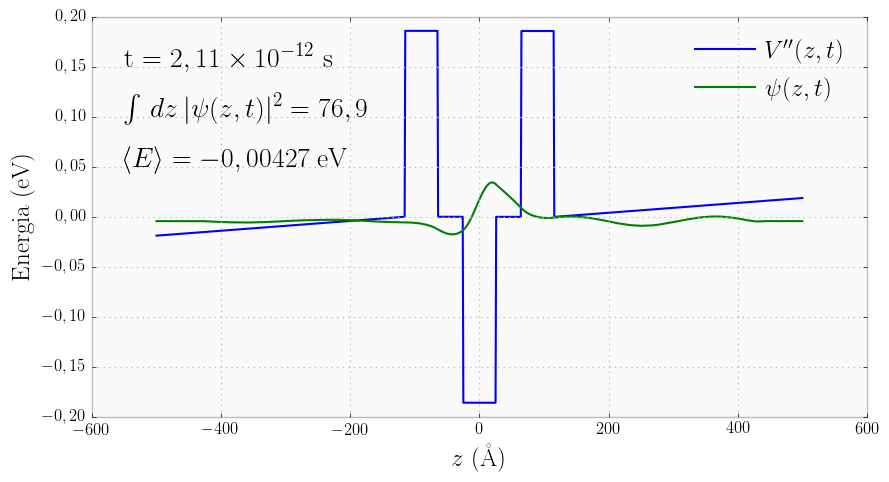 t = 2,11 × 10⁻¹² s
∫ dz |ψ(z, t)|² = 76,9
⟨E⟩ = −0,00427 eV
V′′(z, t)
ψ(z, t)
Energia (eV)
0,20
0,15
0,10
0,05
0,00
−0,05
−0,10
−0,15
−0,20
−600 −400 −200 0 200 400 600
z (Å)